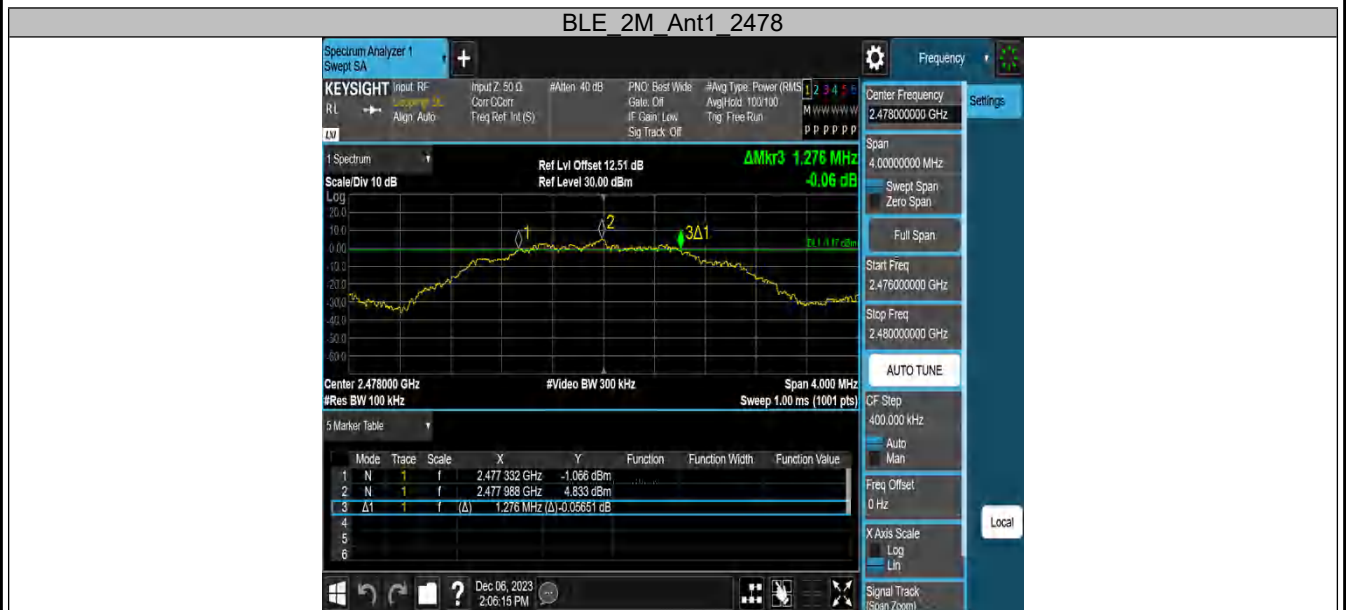 BLE_2M_Ant1_2478
Spectrum Analyzer 1
Swept SA
+
Frequency
KEYSIGHT
RL
LXI
Input: RF
Align: Auto
Input Z: 50 Ω
Corr CCorr
Freq Ref: Int (S)
#Atten: 40 dB
PNO: Best Wide
Gate: Off
IF Gain: Low
Sig Track: Off
#Avg Type: Power (RMS
Avg|Hold: 100/100
Trig: Free Run
1 2 3 4 5 6
M W W W W W
P P P P P P
Center Frequency
2.478000000 GHz
Settings
Span
4.00000000 MHz
Swept Span
Zero Span
Full Span
Start Freq
2.476000000 GHz
Stop Freq
2.480000000 GHz
AUTO TUNE
CF Step
400.000 kHz
Auto
Man
Freq Offset
0 Hz
X Axis Scale
Log
Lin
Signal Track
(Span Zoom)
Local
1 Spectrum
Scale/Div 10 dB
Ref Lvl Offset 12.51 dB
Ref Level 30.00 dBm
ΔMkr3 1.276 MHz
-0.06 dB
Log
20.0
10.0
0.00
-10.0
-20.0
-30.0
-40.0
-50.0
-60.0
1
2
3Δ1
Center 2.478000 GHz
#Res BW 100 kHz
#Video BW 300 kHz
Span 4.000 MHz
Sweep 1.00 ms (1001 pts)
5 Marker Table
Mode Trace Scale X Y Function Function Width Function Value
1 N 1 f 2.477 332 GHz -1.066 dBm
2 N 1 f 2.477 988 GHz 4.833 dBm
3 Δ1 1 f (Δ) 1.276 MHz (Δ) -0.05651 dB
4
5
6
?
Dec 06, 2023
2:06:15 PM